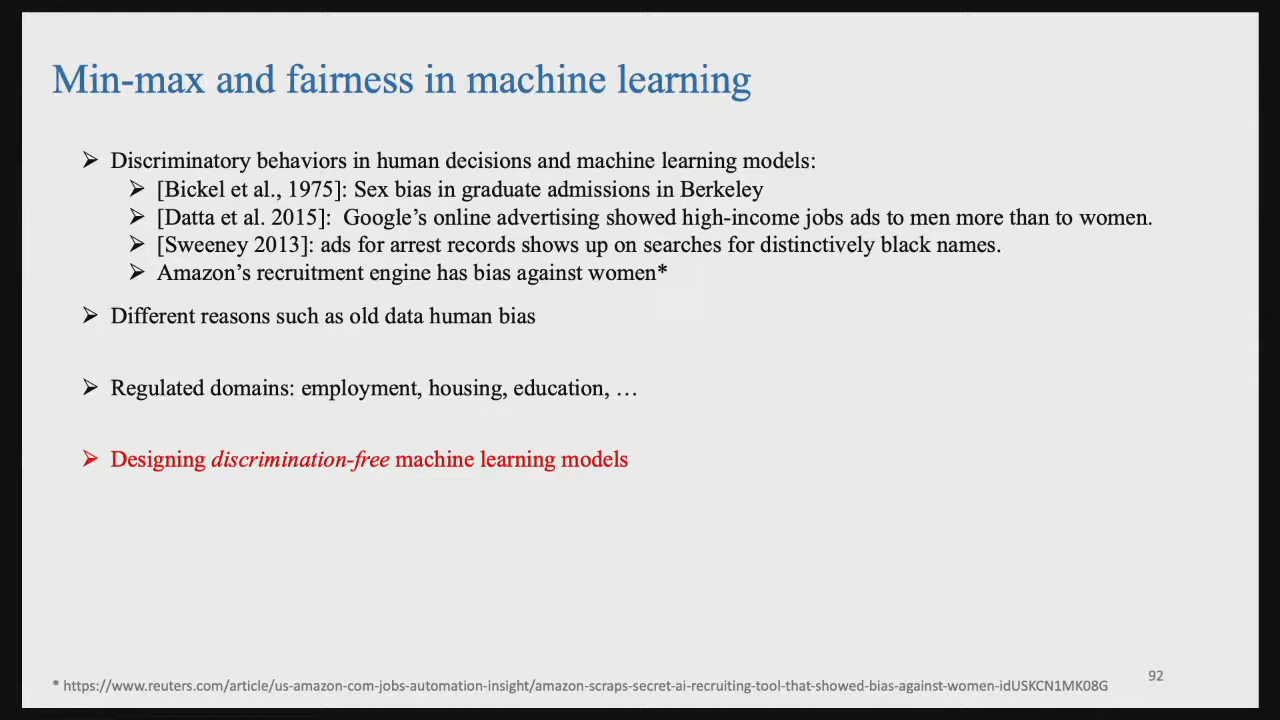 Min-max and fairness in machine learning
➢ Discriminatory behaviors in human decisions and machine learning models:
➢ [Bickel et al., 1975]: Sex bias in graduate admissions in Berkeley
➢ [Datta et al. 2015]: Google's online advertising showed high-income jobs ads to men more than to women.
➢ [Sweeney 2013]: ads for arrest records shows up on searches for distinctively black names.
➢ Amazon's recruitment engine has bias against women*
➢ Different reasons such as old data human bias
➢ Regulated domains: employment, housing, education, …
➢ Designing discrimination-free machine learning models
92
* https://www.reuters.com/article/us-amazon-com-jobs-automation-insight/amazon-scraps-secret-ai-recruiting-tool-that-showed-bias-against-women-idUSKCN1MK08G